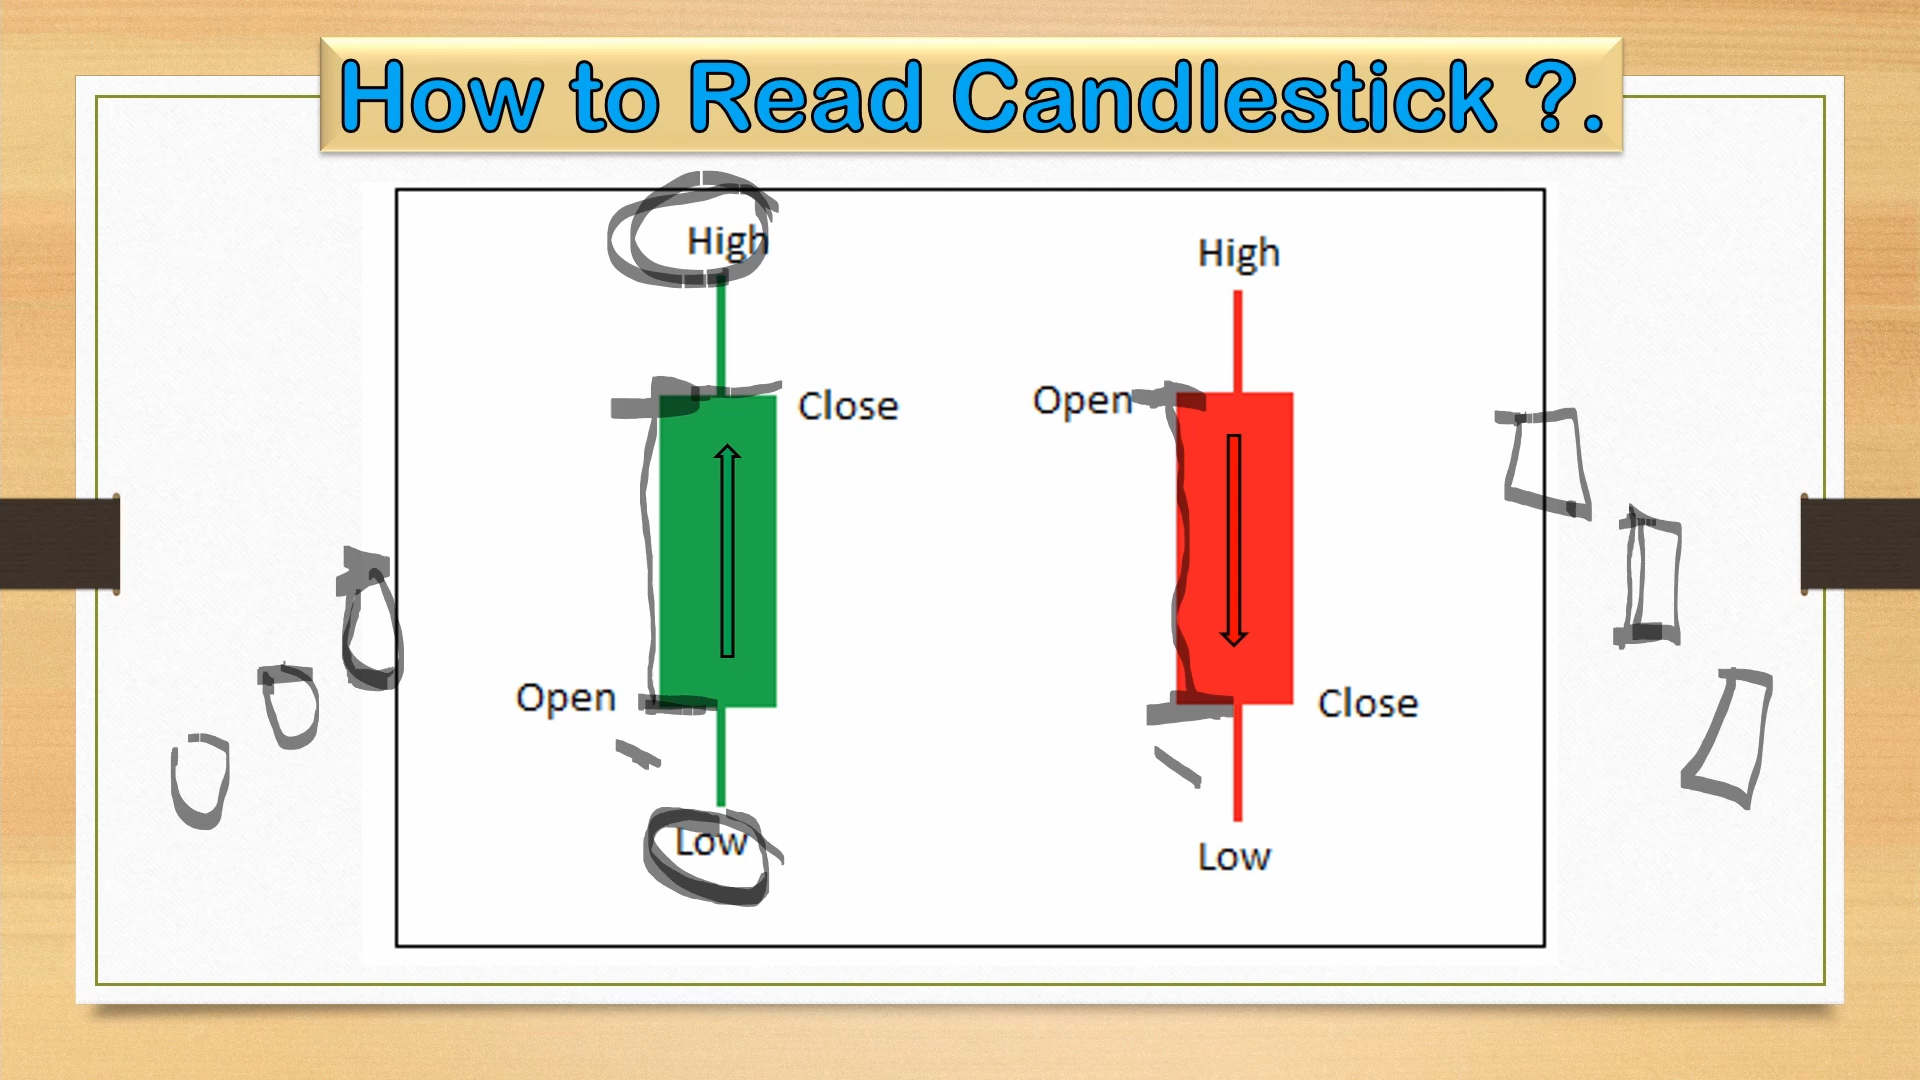 How to Read Candlestick ?.
High
High
Close
Open
Open
Close
Low
Low